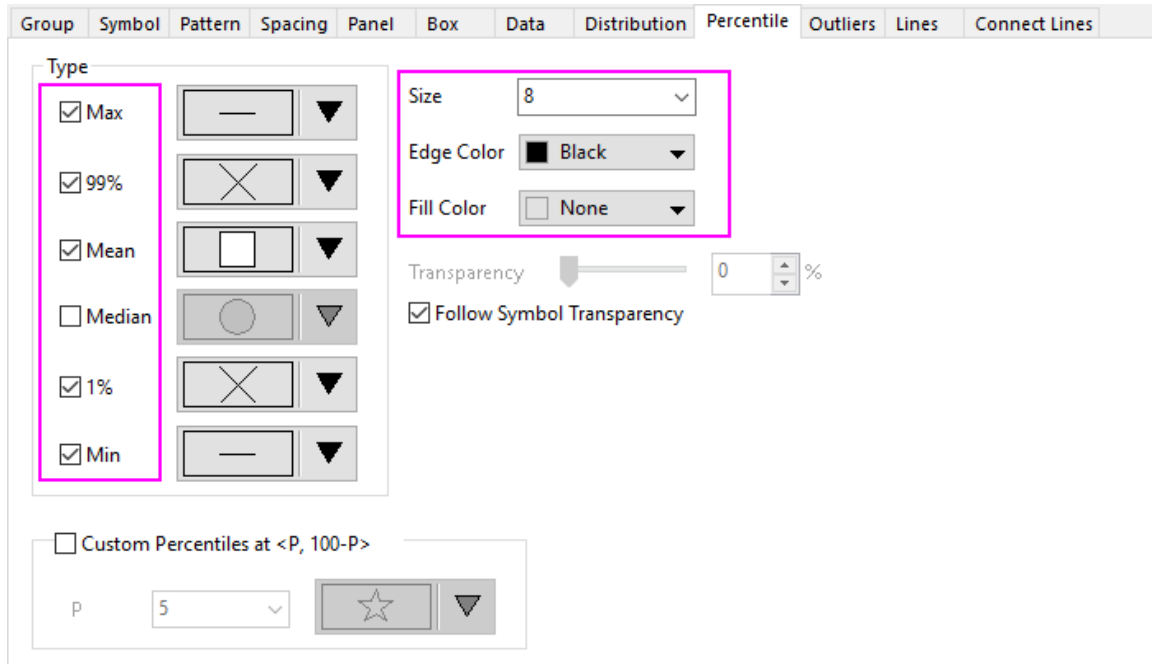 Group Symbol Pattern Spacing Panel Box Data Distribution Percentile Outliers Lines Connect Lines
Type
Max
99%
Mean
Median
1%
Min
Size 8
Edge Color Black
Fill Color None
Transparency 0 %
Follow Symbol Transparency
Custom Percentiles at <P, 100-P>
P 5